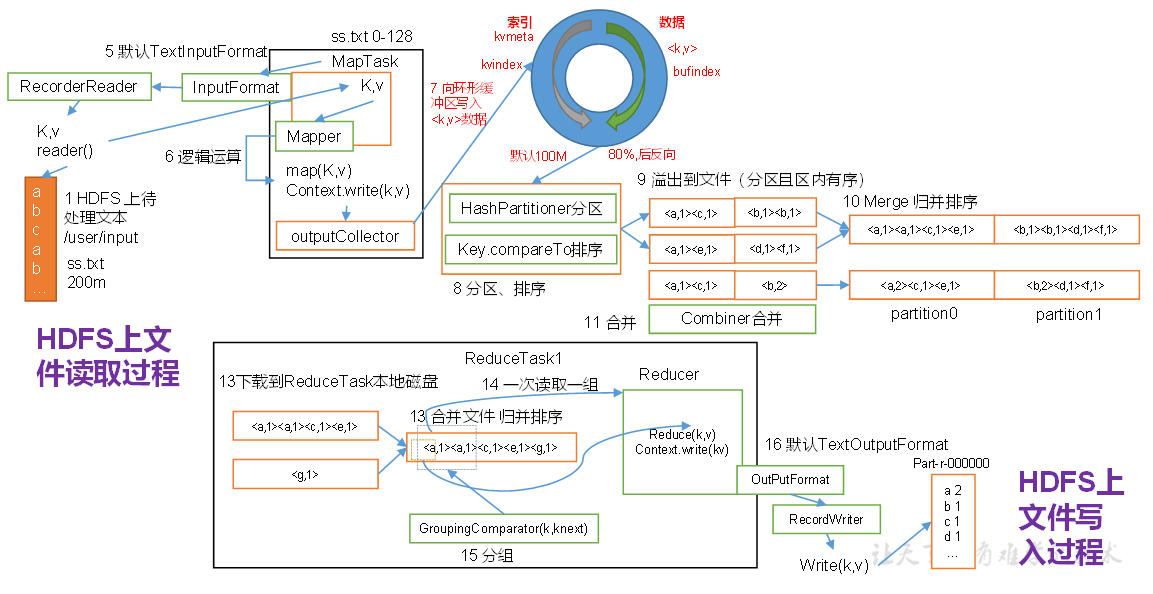 ss.txt 0-128
5 默认TextInputFormat
MapTask
RecorderReader
InputFormat
K,v
K,v
reader()
Mapper
6 逻辑运算
map(K,v)
Context.write(k,v)
outputCollector
1 HDFS 上待
处理文本
/user/input
ss.txt
200m
a
b
c
a
b
...
HDFS上文
件读取过程
索引
kvmeta
kvindex
数据
<k,v>
bufindex
7 向环形缓
冲区写入
<k,v>数据
默认100M
80%,后反向
HashPartitioner分区
Key.compareTo排序
8 分区、排序
9 溢出到文件（分区且区内有序）
<a,1><c,1>
<b,1><b,1>
<a,1><e,1>
<d,1><f,1>
10 Merge 归并排序
<a,1><a,1><c,1><e,1>
<b,1><b,1><d,1><f,1>
<a,1><c,1>
<b,2>
<a,2><c,1><e,1>
<b,2><d,1><f,1>
11 合并
Combiner合并
partition0
partition1
ReduceTask1
13下载到ReduceTask本地磁盘
14 一次读取一组
Reducer
<a,1><a,1><c,1><e,1>
13 合并文件 归并排序
<a,1><a,1><c,1><e,1><g,1>
<g,1>
Reduce(k,v)
Context.write(kv)
GroupingComparator(k,knext)
15 分组
16 默认TextOutputFormat
OutPutFormat
RecordWriter
Write(k,v)
Part-r-000000
a 2
b 1
c 1
d 1
...
HDFS上
文件写
入过程
让天下
有难
术